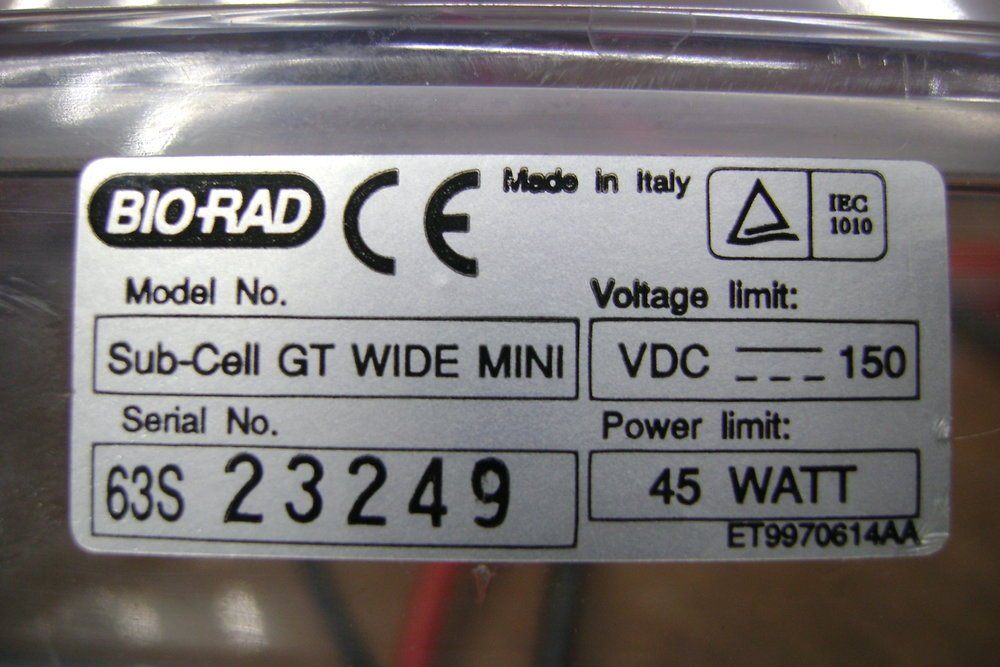 BIO-RAD CE Made in Italy IEC 1010
Model No. Voltage limit:
Sub-Cell GT WIDE MINI VDC 150
Serial No. Power limit:
63S 23249 45 WATT
ET9970614AA